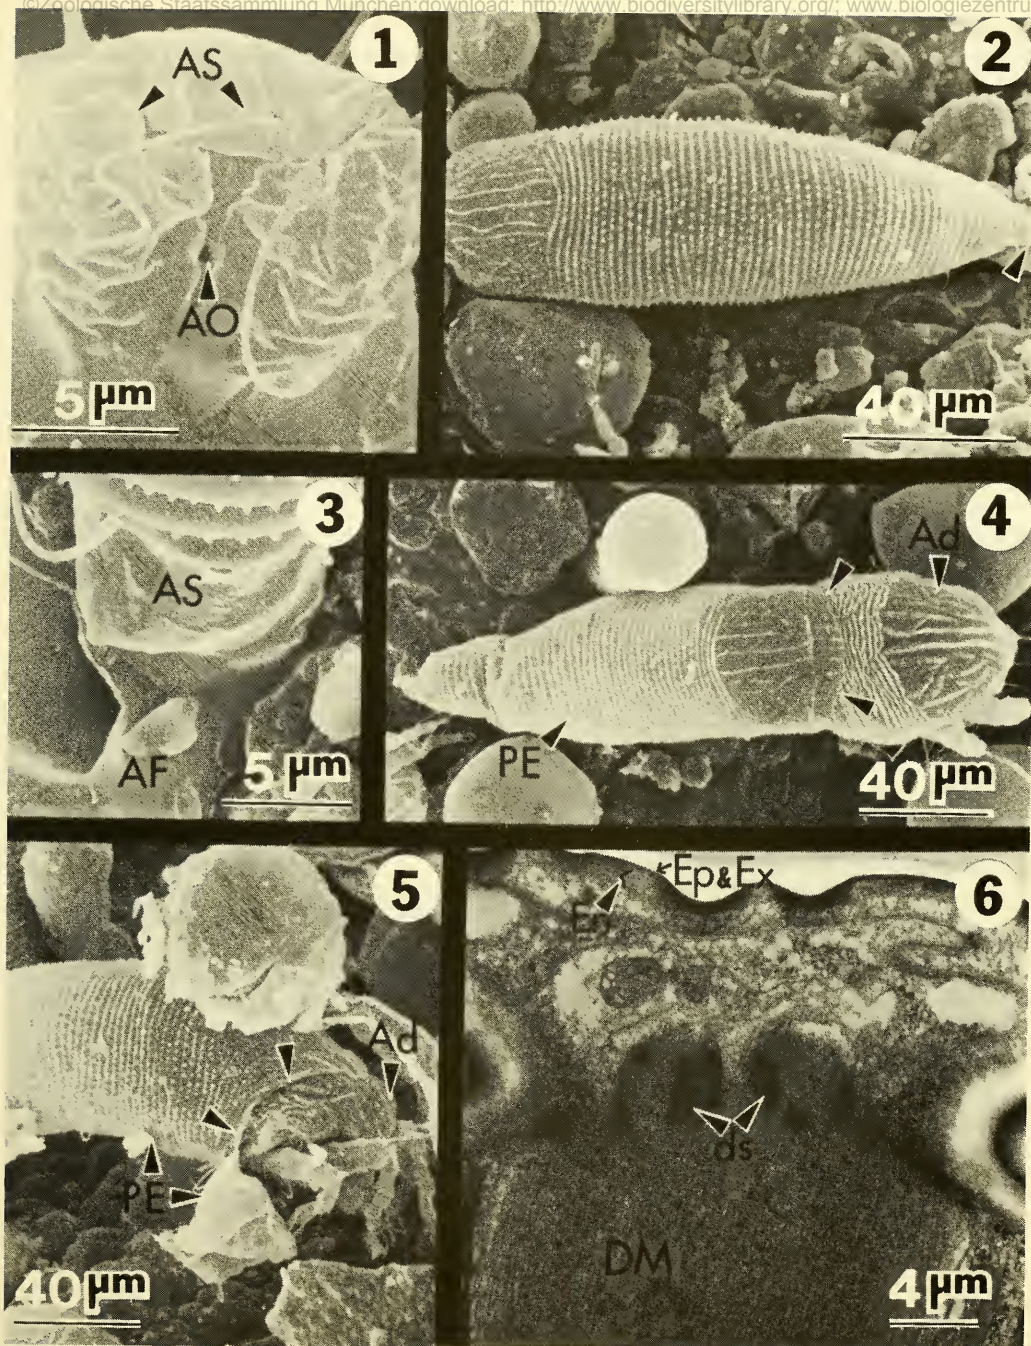 ©Zoologische Staatssammlung München;download: http://www.biodiversitylibrary.org/; www.biologiezentru
1
AS
AO
5 µm
2
40 µm
3
AS
AF
5 µm
4
Ad
PE
40 µm
5
Ad
PE
40 µm
6
Ep&Ex
En
ds
DM
4 µm